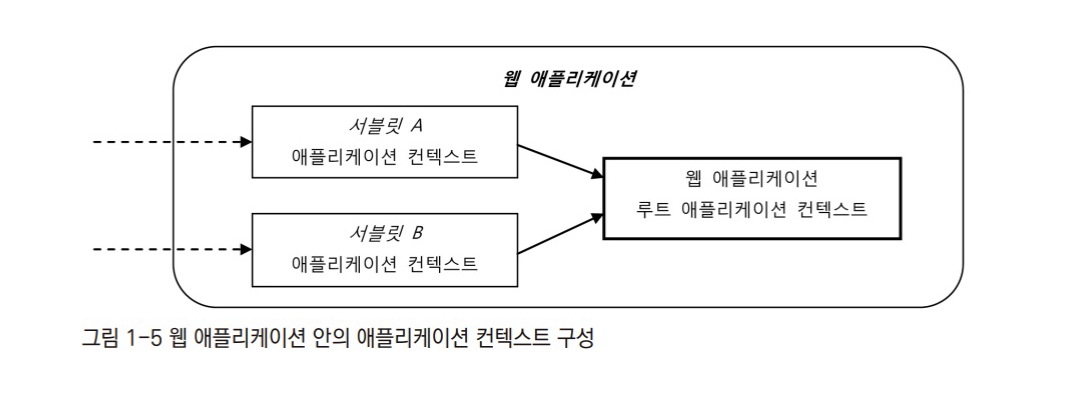 웹 애플리케이션
서블릿 A
애플리케이션 컨텍스트
웹 애플리케이션
루트 애플리케이션 컨텍스트
서블릿 B
애플리케이션 컨텍스트
그림 1-5 웹 애플리케이션 안의 애플리케이션 컨텍스트 구성